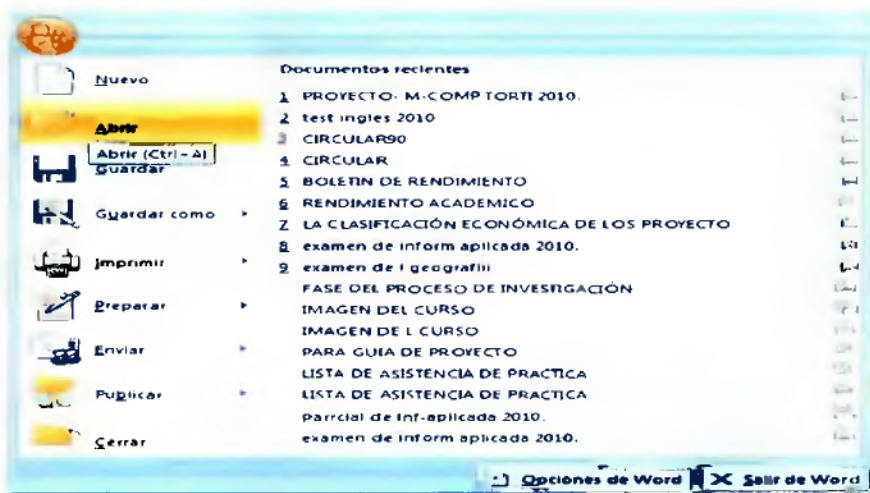 Nuevo
Abrir
Abrir (Ctrl - A)
Guardar
Guardar como
Imprimir
Preparar
Enviar
Publicar
Cerrar
Documentos recientes
1 PROYECTO- M-COMP TORTI 2010.
2 test ingles 2010
3 CIRCULAR90
4 CIRCULAR
5 BOLETIN DE RENDIMIENTO
6 RENDIMIENTO ACADEMICO
7 LA CLASIFICACIÓN ECONÓMICA DE LOS PROYECTO
8 examen de inform aplicada 2010.
9 examen de i geografiii
FASE DEL PROCESO DE INVESTIGACIÓN
IMAGEN DEL CURSO
IMAGEN DE L CURSO
PARA GUIA DE PROYECTO
LISTA DE ASISTENCIA DE PRACTICA
LISTA DE ASISTENCIA DE PRACTICA
Parrcial de Inf-aplicada 2010.
examen de inform aplicada 2010.
Opciones de Word
Salir de Word